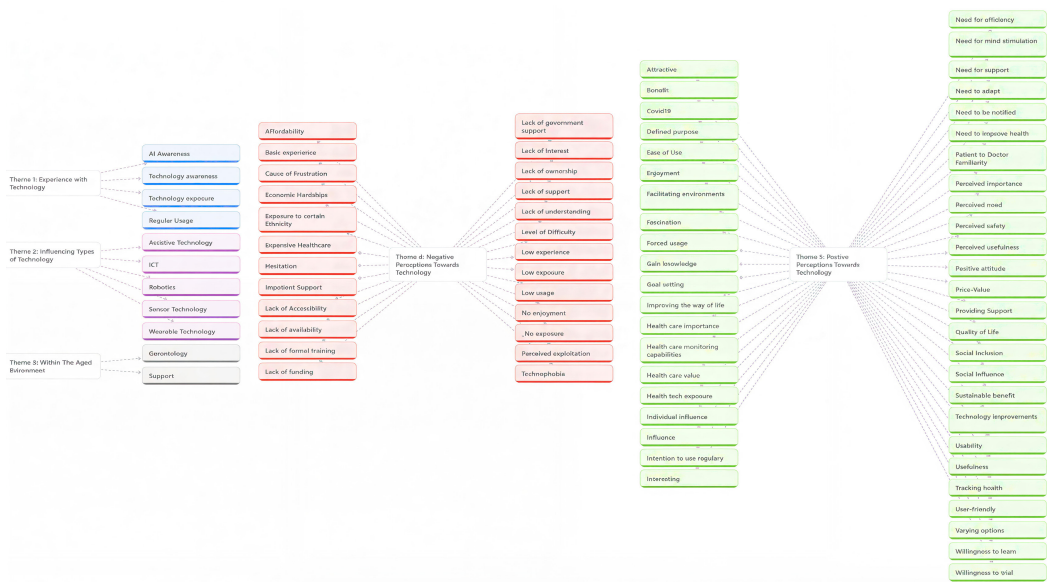 Theme 1: Experience with
Technology
AI Awareness
Technology awareness
Technology exposure
Reguler Usage
Theme 2: Influencing Types
of Technology
Assistive Technology
ICT
Robotics
Sensor Technology
Wearable Technology
Theme 3: Within The Aged
Bvironment
Gerontology
Support
Affordability
Basic experience
Cauce of Frustration
Economic Hardships
Exposure to certain
Ethnicity
Expensive Healthcare
Hesitation
Impotient Support
Lack of Accessibility
Lack of availability
Lack of formel training
Lack of funding
Theme d: Negative
Perceptions Towards
Technology
Lack of government
support
Lack of Interest
Lack of ownership
Lack of support
Lack of understanding
Level of Difficulty
Low experience
Low exposure
Low usage
No enjoyment
No exposure
Perceived exploitation
Technophobia
Attractive
Benefit
Covid19
Defined purpose
Ease of Use
Enjoyment
Facilitating environments
Fascination
Forced usage
Gain losowledge
Goal setting
Improving the way of life
Health care importance
Health care monitoring
capabilities
Health care value
Health tech exposure
Individual influence
Influence
Intention to use regulary
Interesting
Theme 5: Postive
Perceptions Towards
Technology
Need for officiency
Need for mind stimulation
Need for support
Need to adapt
Need to be notified
Need to improve health
Patient to Doctor
Familiarity
Perceived importance
Perceived need
Perceived safety
Perceived usefulness
Positive attitude
Price-Value
Providing Support
Quality of Life
Social Inclusion
Social Influence
Sustainable benefit
Technology improvements
Usability
Usefulness
Tracking health
User-friendly
Varying options
Willingness to learn
Willingness to trial